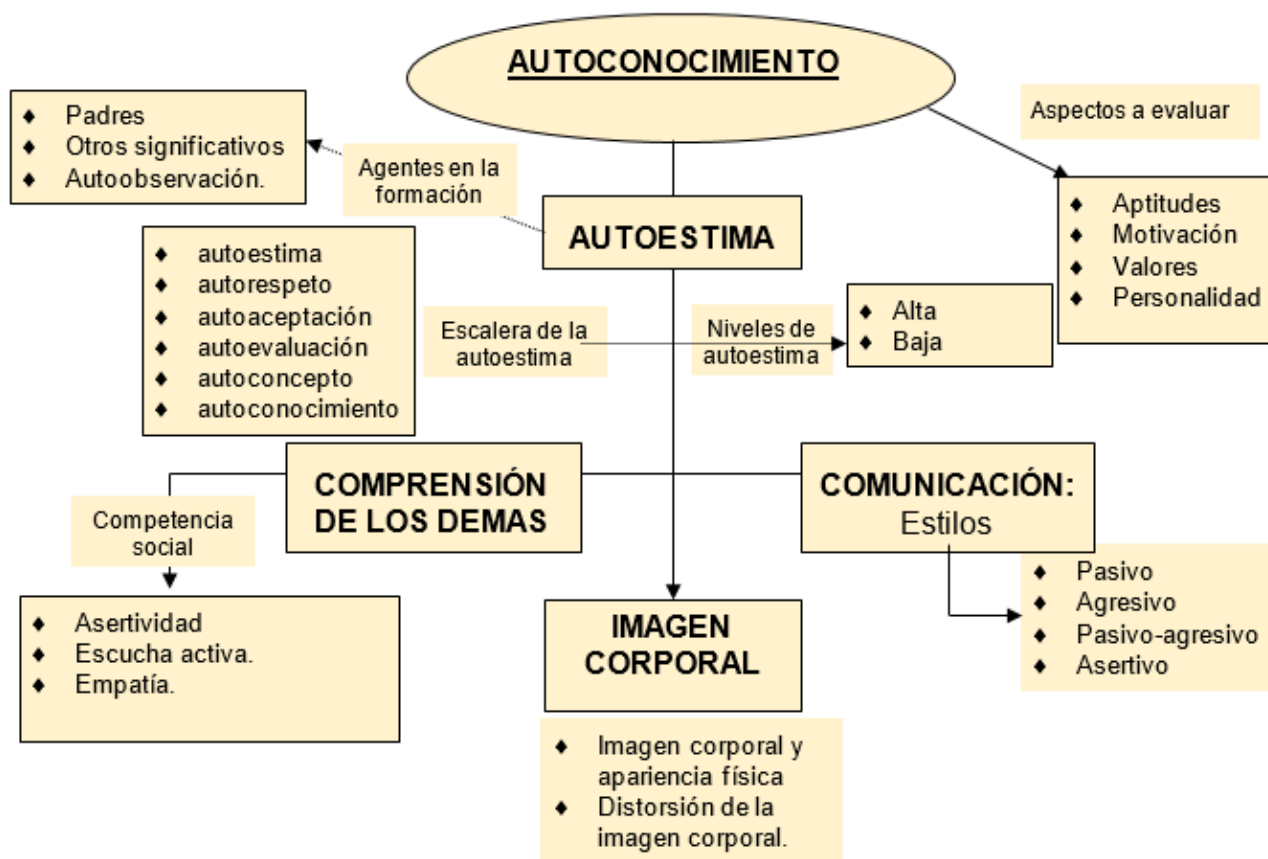 AUTOCONOCIMIENTO
Padres
Otros significativos
Autoobservación.
Agentes en la
formación
Aspectos a evaluar
Aptitudes
Motivación
Valores
Personalidad
AUTOESTIMA
autoestima
autorespeto
autoaceptación
autoevaluación
autoconcepto
autoconocimiento
Escalera de la
autoestima
Niveles de
autoestima
Alta
Baja
COMPRENSIÓN
DE LOS DEMAS
COMUNICACIÓN:
Estilos
Competencia
social
Asertividad
Escucha activa.
Empatía.
IMAGEN
CORPORAL
Pasivo
Agresivo
Pasivo-agresivo
Asertivo
Imagen corporal y
apariencia física
Distorsión de la
imagen corporal.